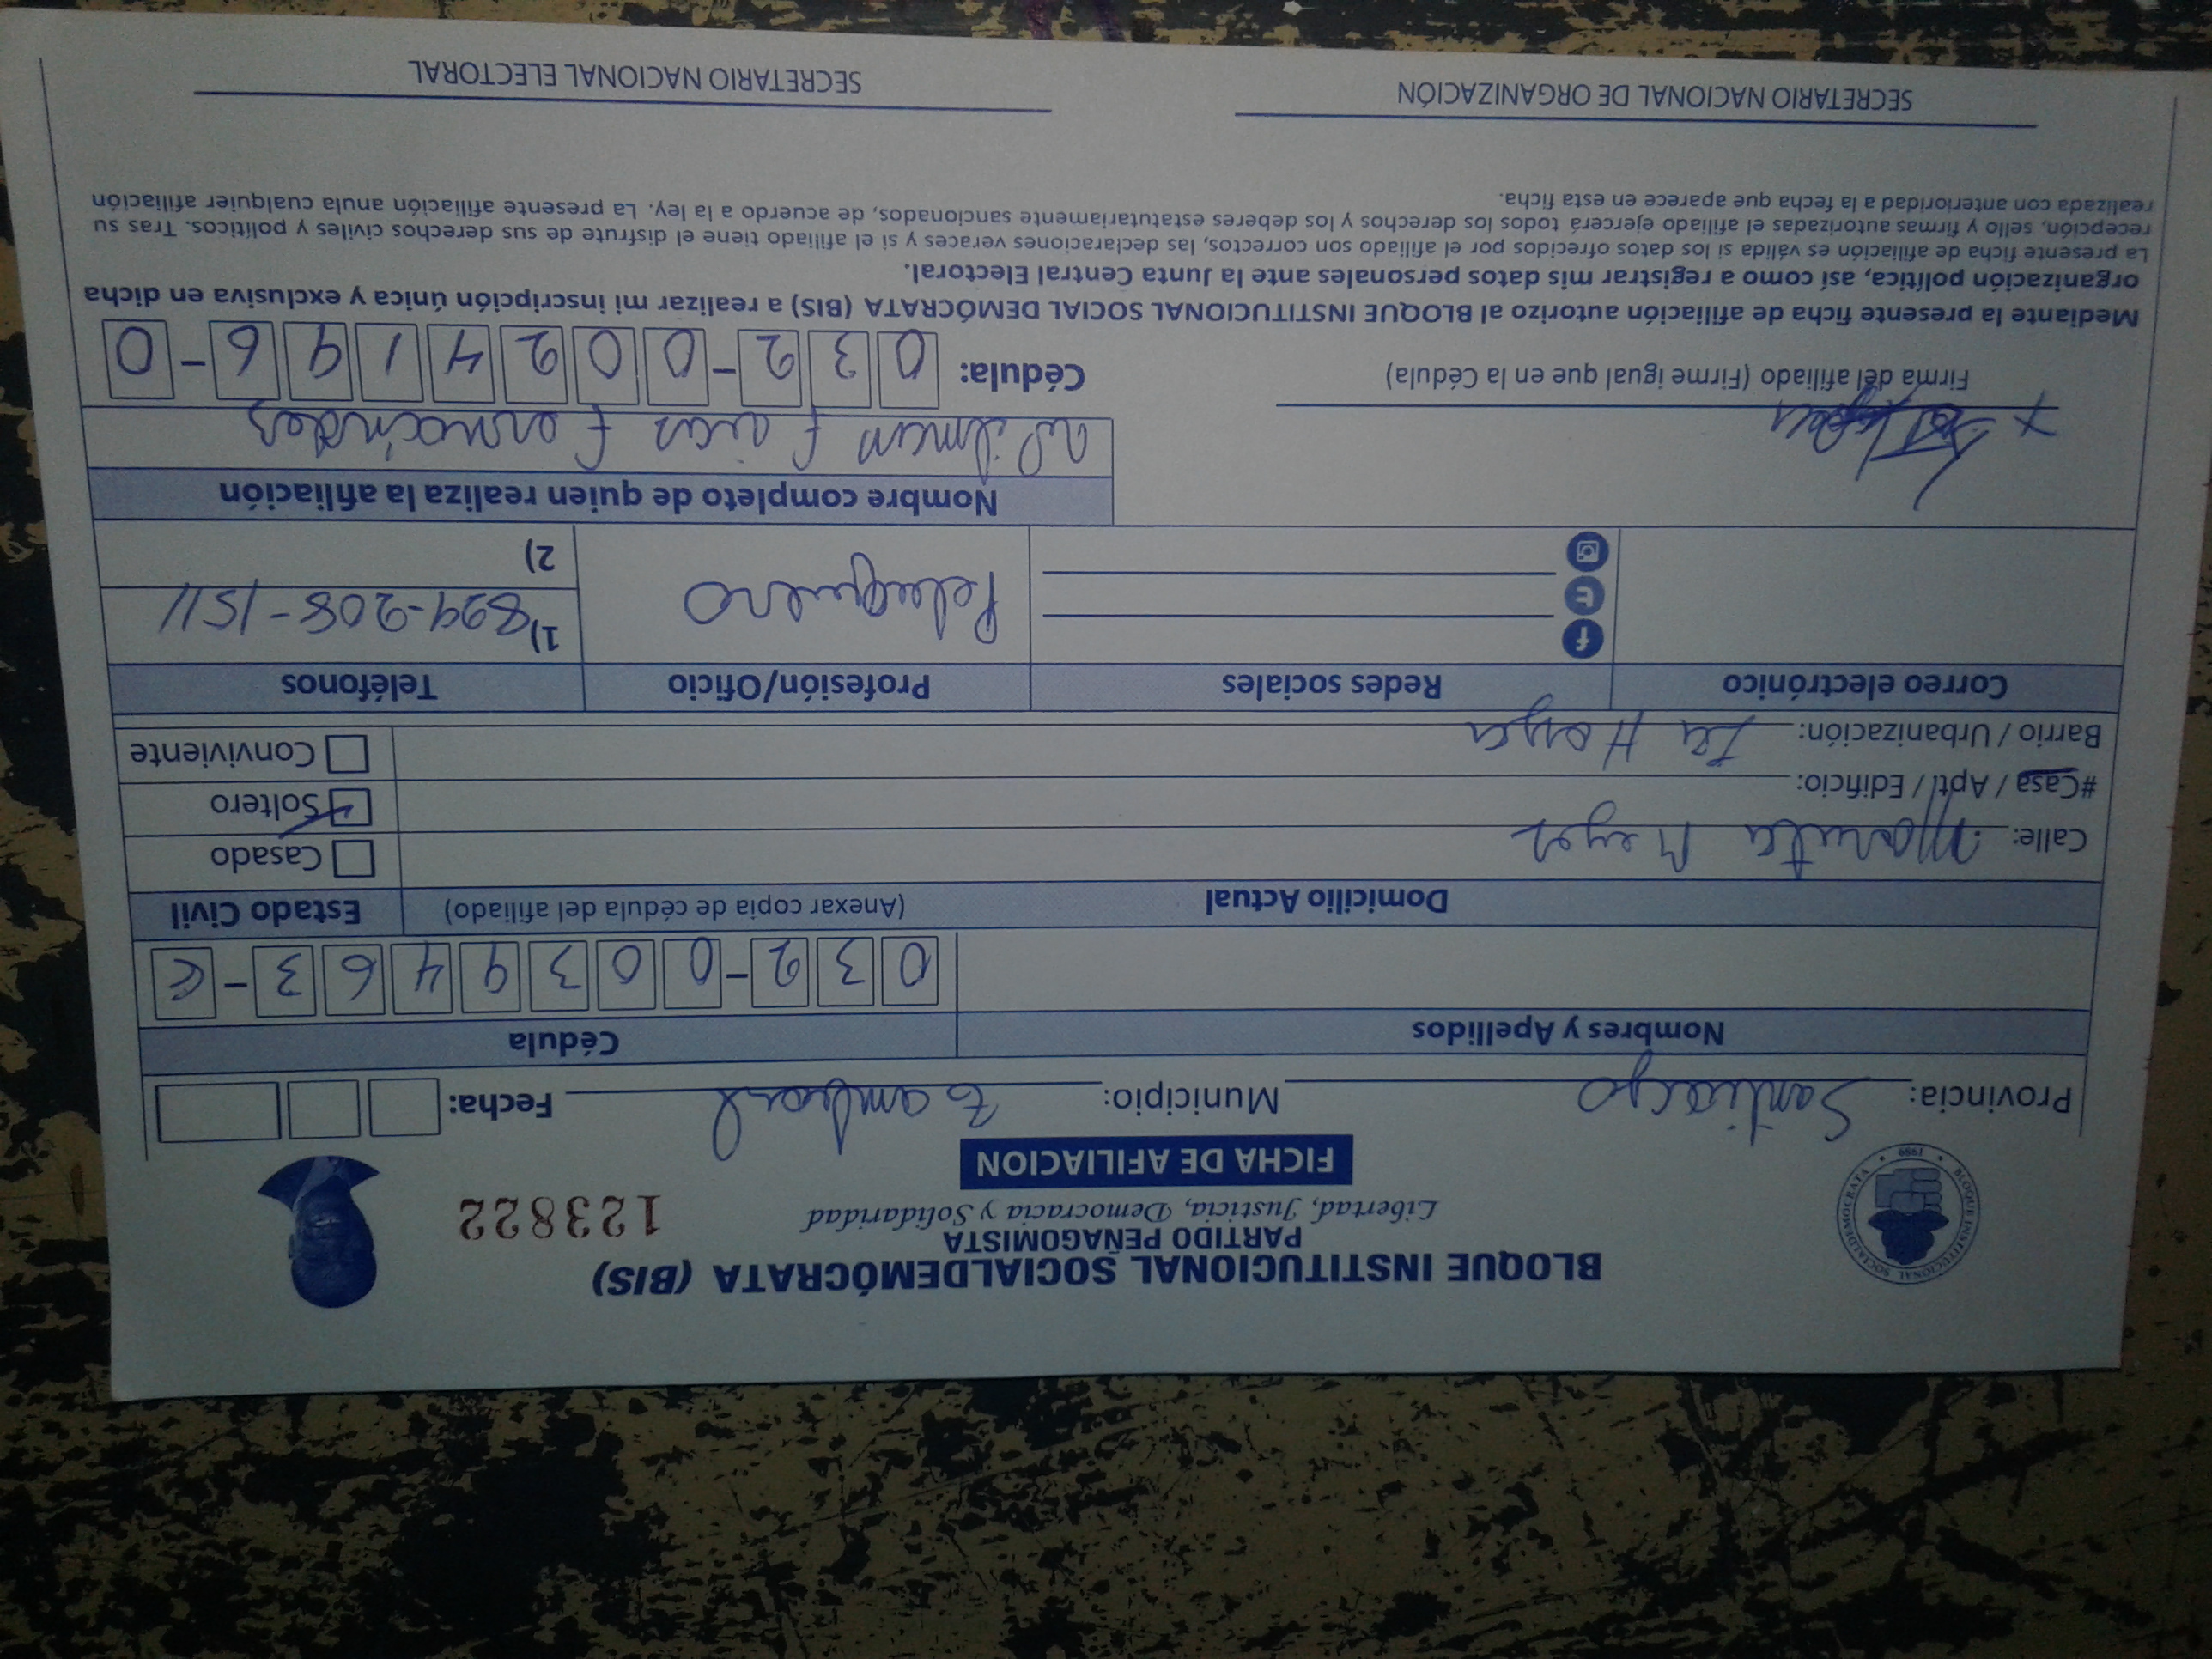 BLOQUE INSTITUCIONAL SOCIALDEMÓCRATA (BIS)
PARTIDO PEÑAGOMISTA
Libertad, Justicia, Democracia y Solidaridad
123822
FICHA DE AFILIACION
BLOQUE INSTITUCIONAL SOCIALDEMOCRATA • 1989 •
Provincia: Santiago Municipio: Fecha:
Nombres y Apellidos Cédula
032-0039463-
Domicilio Actual (Anexar copia de cédula del afiliado) Estado Civil
Calle: Casado
#Casa / Apt / Edificio: Soltero
Barrio / Urbanización: La Hoya Conviviente
Correo electrónico Redes sociales Profesión/Oficio Teléfonos
Peluquero 1) 829-208-1511
2)
Nombre completo de quien realiza la afiliación
Firma del afiliado (Firme igual que en la Cédula)
Cédula: 032-0024196-0
Mediante la presente ficha de afiliación autorizo al BLOQUE INSTITUCIONAL SOCIAL DEMÓCRATA (BIS) a realizar mi inscripción única y exclusiva en dicha
organización política, así como a registrar mis datos personales ante la Junta Central Electoral.
La presente ficha de afiliación es válida si los datos ofrecidos por el afiliado son correctos, las declaraciones veraces y si el afiliado tiene el disfrute de sus derechos civiles y políticos. Tras su
recepción, sello y firmas autorizadas el afiliado ejercerá todos los derechos y los deberes estatutariamente sancionados, de acuerdo a la ley. La presente afiliación anula cualquier afiliación
realizada con anterioridad a la fecha que aparece en esta ficha.
SECRETARIO NACIONAL DE ORGANIZACIÓN SECRETARIO NACIONAL ELECTORAL